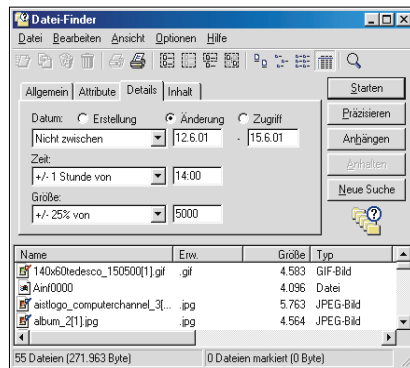 Datei-Finder
Datei Bearbeiten Ansicht Optionen Hilfe
Allgemein Attribute Details Inhalt
Datum: Erstellung Änderung Zugriff
Nicht zwischen 12.6.01 - 15.6.01
Zeit:
+/- 1 Stunde von 14:00
Größe:
+/- 25% von 5000
Starten
Präzisieren
Anhängen
Anhalten
Neue Suche
Name Erw. Größe Typ
140x60tedesco_150500[1].gif .gif 4.583 GIF-Bild
Ainf0000 4.096 Datei
aistlogo_computerchannel_3[... .jpg 5.763 JPEG-Bild
album_2[1].jpg .jpg 4.564 JPEG-Bild
55 Dateien (271.963 Byte) 0 Dateien markiert (0 Byte)